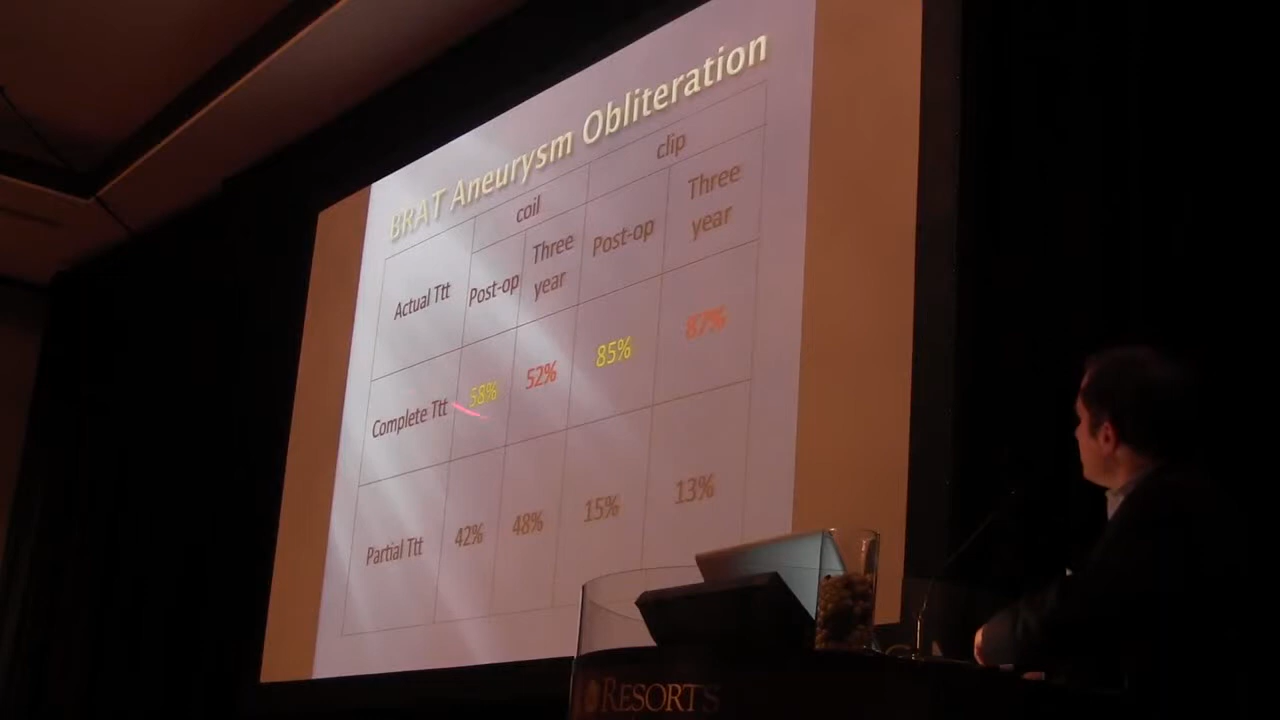 BRAT Aneurysm Obliteration
coil clip
Actual Ttt Post-op Three year Post-op Three year
Complete Ttt 58% 52% 85% 87%
Partial Ttt 42% 48% 15% 13%
RESORTS